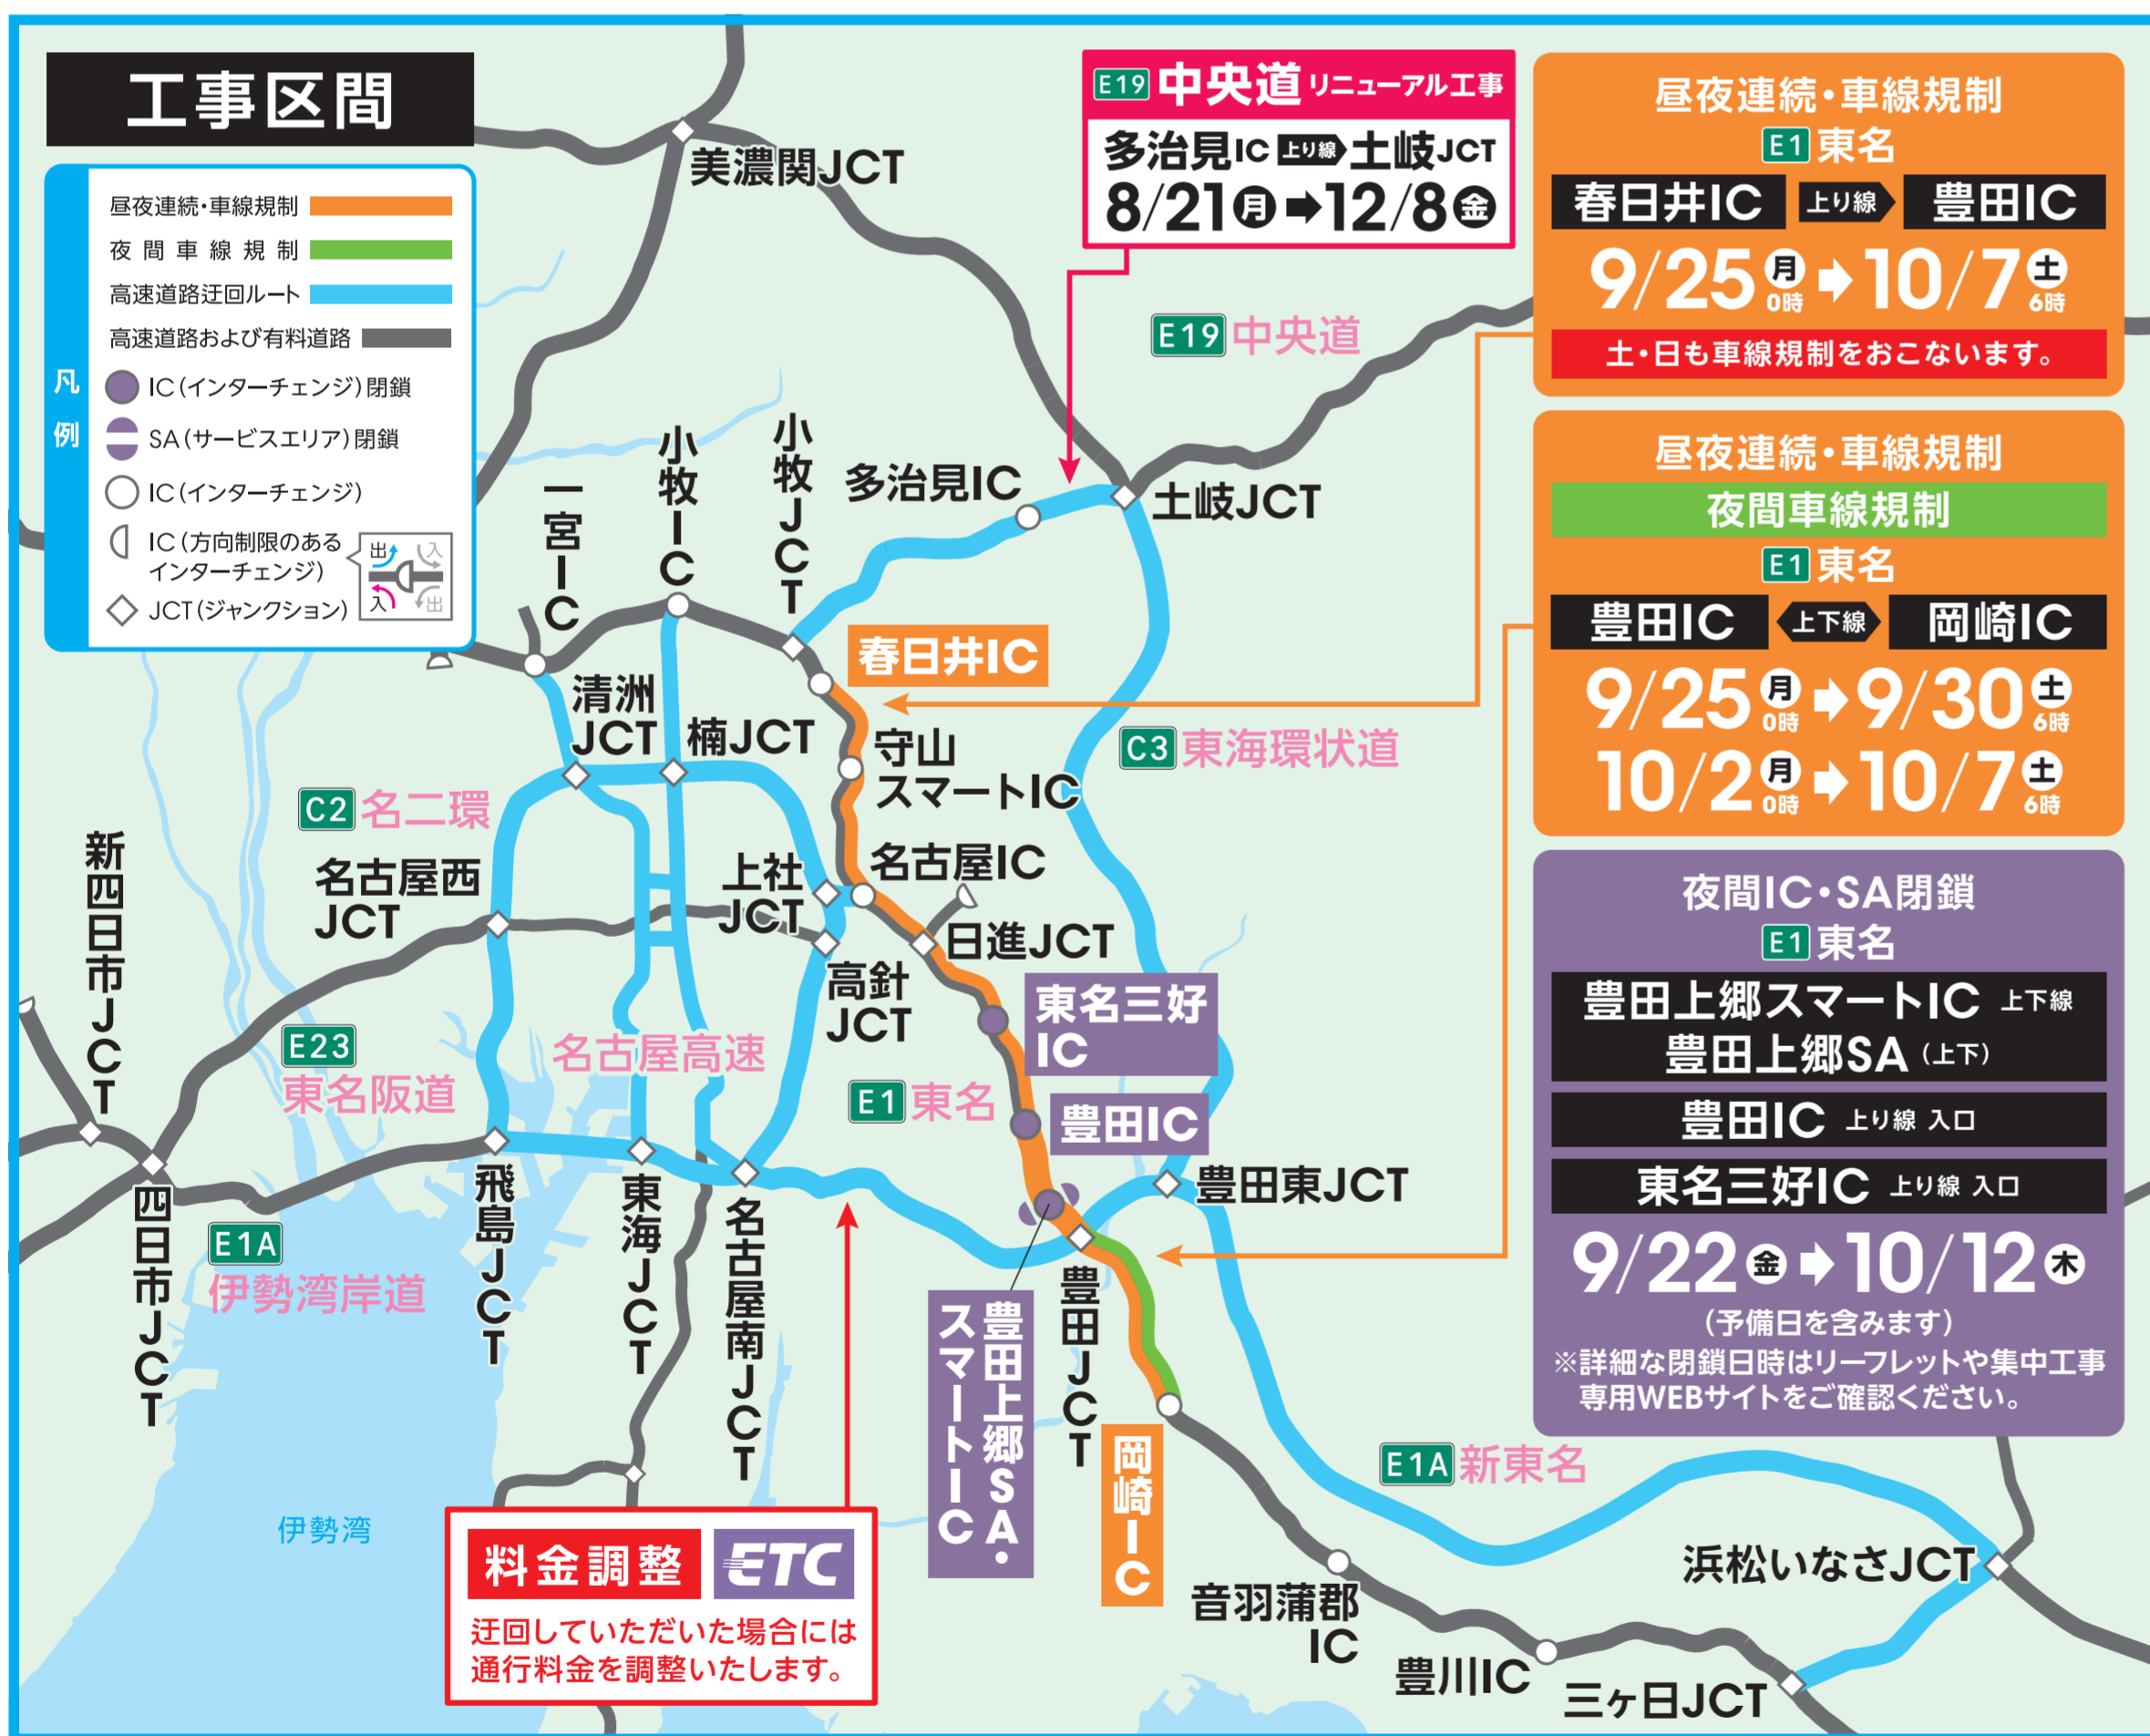 工事区間
凡例
昼夜連続・車線規制
夜間車線規制
高速道路迂回ルート
高速道路および有料道路
IC(インターチェンジ)閉鎖
SA(サービスエリア)閉鎖
IC(インターチェンジ)
IC(方向制限のある
インターチェンジ)
出 入
入 出
JCT(ジャンクション)
E19 中央道 リニューアル工事
多治見IC 上り線 土岐JCT
8/21月➡12/8金
昼夜連続・車線規制
E1 東名
春日井IC 上り線 豊田IC
9/25月0時➡10/7土6時
土・日も車線規制をおこないます。
昼夜連続・車線規制
夜間車線規制
E1 東名
豊田IC 上下線 岡崎IC
9/25月0時➡9/30土6時
10/2月0時➡10/7土6時
夜間IC・SA閉鎖
E1 東名
豊田上郷スマートIC 上下線
豊田上郷SA(上下)
豊田IC 上り線 入口
東名三好IC 上り線 入口
9/22金➡10/12木
(予備日を含みます)
※詳細な閉鎖日時はリーフレットや集中工事
専用WEBサイトをご確認ください。
美濃関JCT
E19 中央道
小牧JCT
小牧IC
一宮IC
多治見IC
土岐JCT
春日井IC
清洲
JCT
楠JCT
守山
スマートIC
C3 東海環状道
C2 名二環
新四日市JCT
名古屋西
JCT
上社
JCT
名古屋IC
日進JCT
高針
JCT
東名三好
IC
E23
東名阪道
名古屋高速
E1 東名
豊田IC
豊田東JCT
四日市JCT
E1A
伊勢湾岸道
飛島JCT
東海JCT
名古屋南JCT
豊田上郷SA・
スマートIC
豊田JCT
岡崎IC
E1A 新東名
伊勢湾
料金調整 ETC
迂回していただいた場合には
通行料金を調整いたします。
音羽蒲郡
IC
豊川IC
三ヶ日JCT
浜松いなさJCT